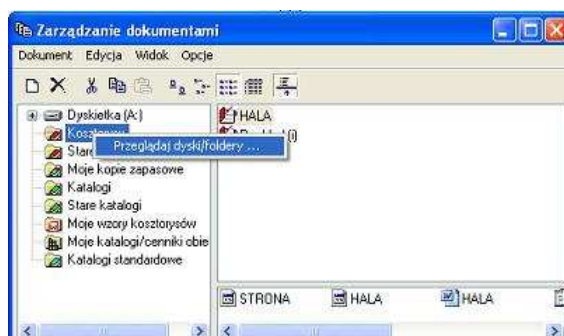 Zarządzanie dokumentami
Dokument Edycja Widok Opcje
Dyskietka (A:)
HALA
Przeglądaj dyski/foldery ...
Stare
Moje kopie zapasowe
Katalogi
Stare katalogi
Moje wzory kosztorysów
Moje katalogi/cenniki obie
Katalogi standardowe
STRONA HALA HALA